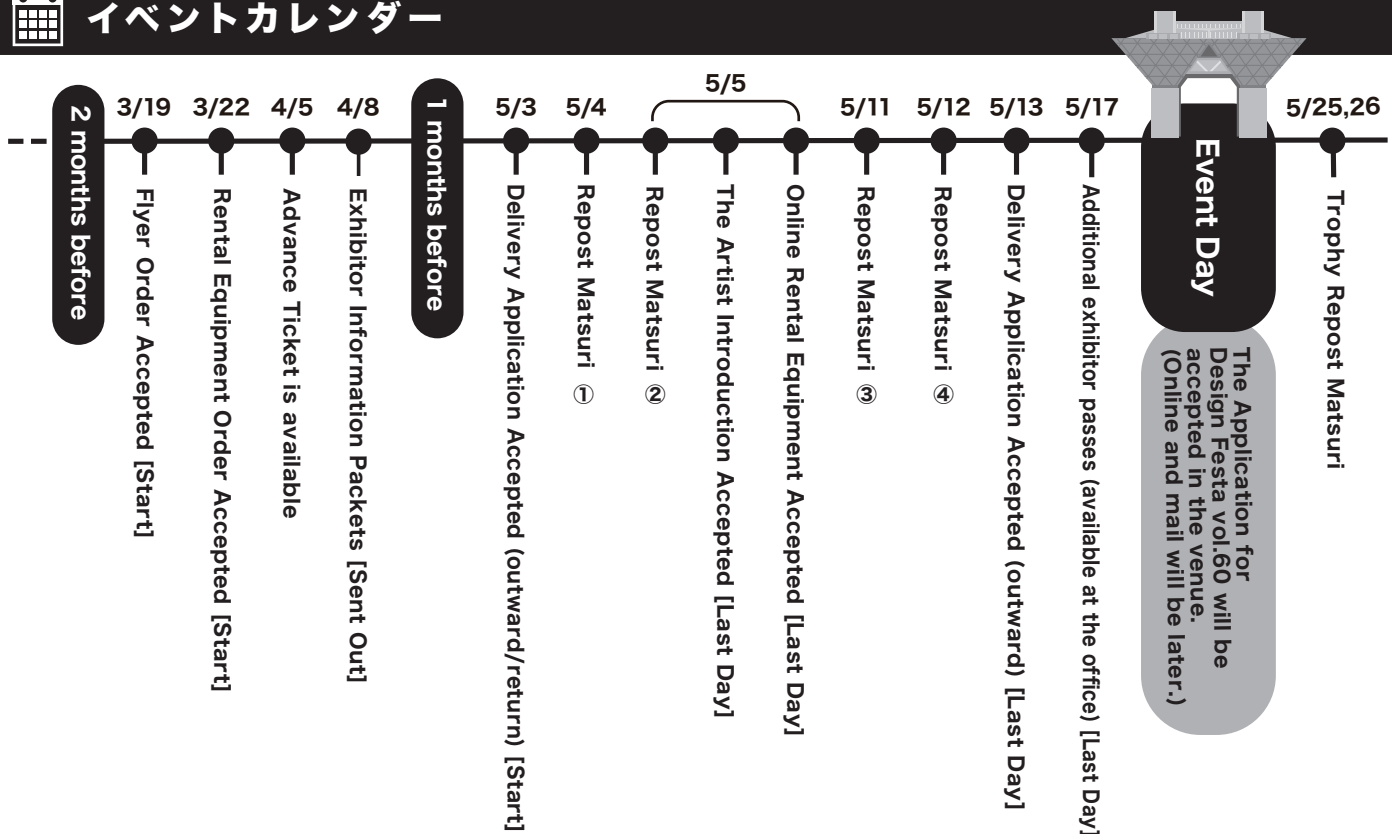 イベントカレンダー
2 months before
3/19
Flyer Order Accepted [Start]
3/22
Rental Equipment Order Accepted [Start]
4/5
Advance Ticket is available
4/8
Exhibitor Information Packets [Sent Out]
1 months before
5/3
Delivery Application Accepted (outward/return) [Start]
5/4
Repost Matsuri ①
5/5
Repost Matsuri ②
The Artist Introduction Accepted [Last Day]
Online Rental Equipment Accepted [Last Day]
5/11
Repost Matsuri ③
5/12
Repost Matsuri ④
5/13
Delivery Application Accepted (outward) [Last Day]
5/17
Additional exhibitor passes (available at the office) [Last Day]
Event Day
The Application for
Design Festa vol.60 will be
accepted in the venue.
(Online and mail will be later.)
5/25,26
Trophy Repost Matsuri